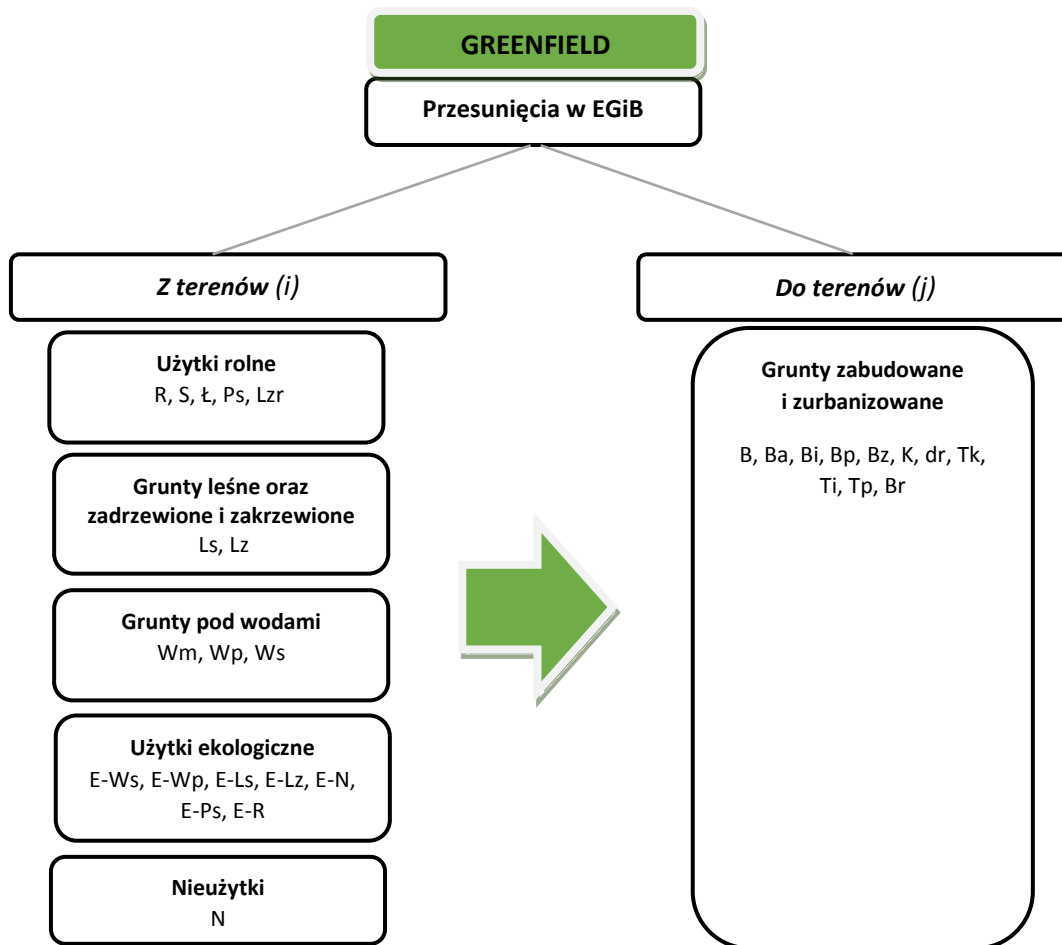 GREENFIELD
Przesunięcia w EGiB
Z terenów (i)
Użytki rolne
R, S, Ł, Ps, Lzr
Grunty leśne oraz
zadrzewione i zakrzewione
Ls, Lz
Grunty pod wodami
Wm, Wp, Ws
Użytki ekologiczne
E-Ws, E-Wp, E-Ls, E-Lz, E-N,
E-Ps, E-R
Nieużytki
N
Do terenów (j)
Grunty zabudowane
i zurbanizowane
B, Ba, Bi, Bp, Bz, K, dr, Tk,
Ti, Tp, Br